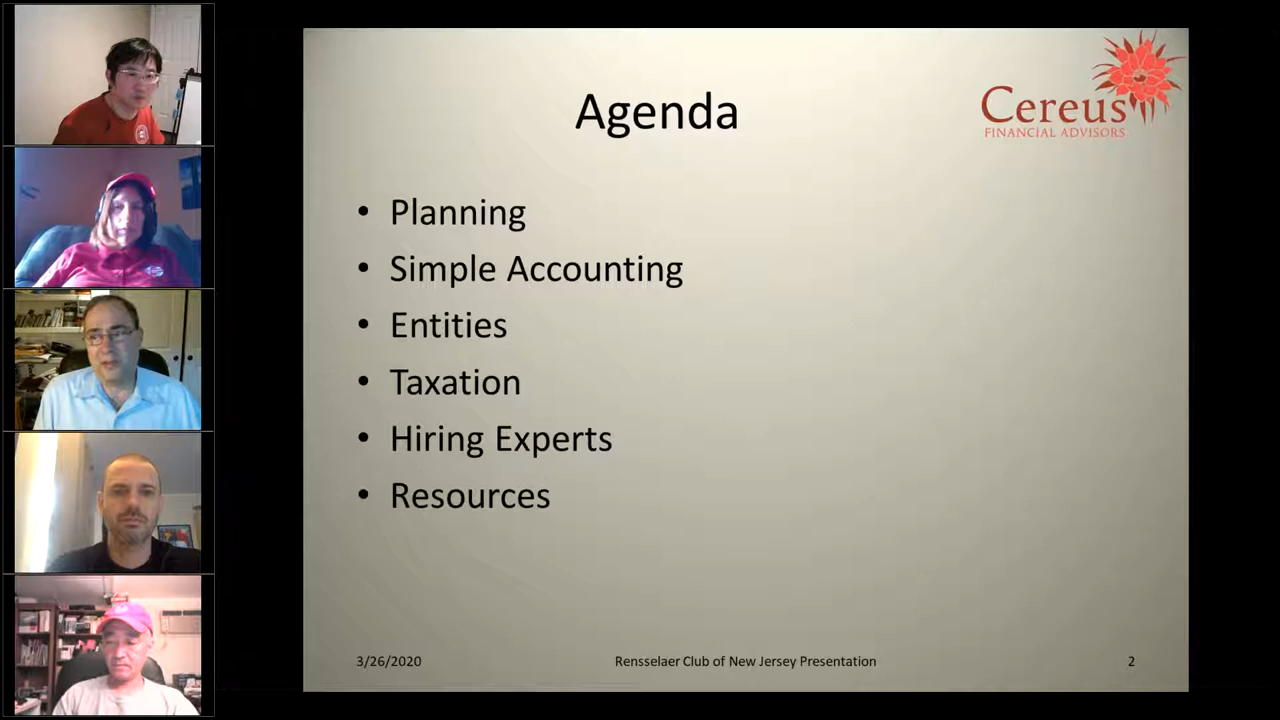 Agenda
Cereus
FINANCIAL ADVISORS
• Planning
• Simple Accounting
• Entities
• Taxation
• Hiring Experts
• Resources
3/26/2020
Rensselaer Club of New Jersey Presentation
2